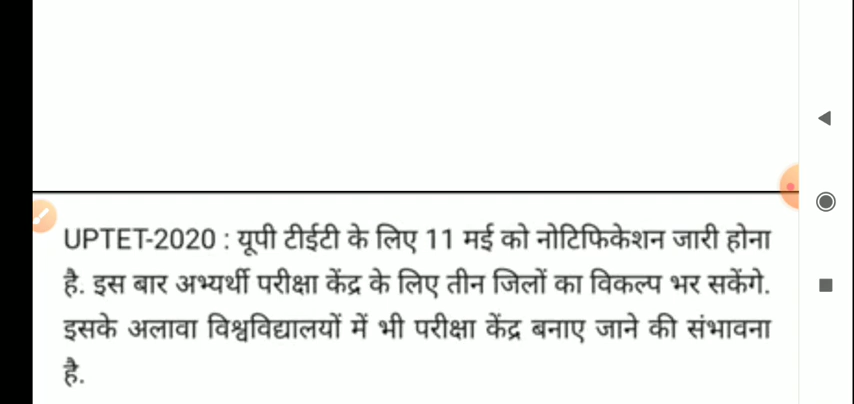 UPTET-2020 : यूपी टीईटी के लिए 11 मई को नोटिफिकेशन जारी होना
है. इस बार अभ्यर्थी परीक्षा केंद्र के लिए तीन जिलों का विकल्प भर सकेंगे.
इसके अलावा विश्वविद्यालयों में भी परीक्षा केंद्र बनाए जाने की संभावना
है.